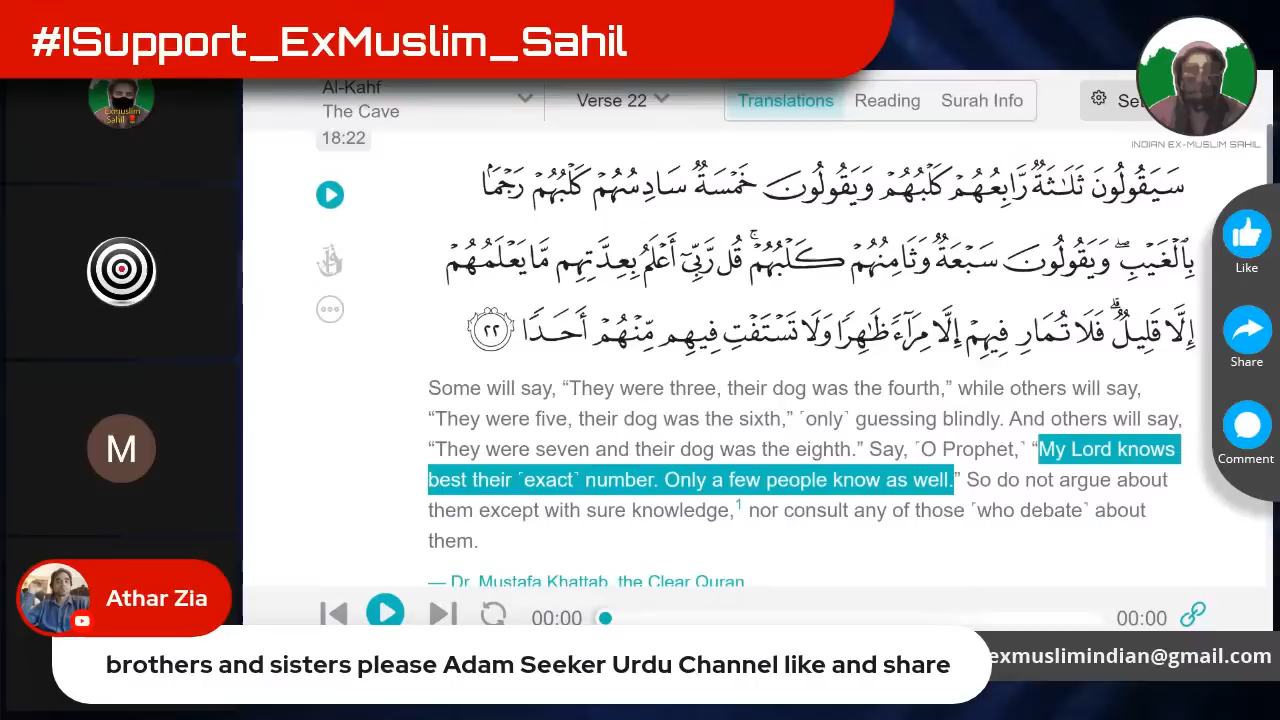 #ISupport_ExMuslim_Sahil
Exmuslim
Sahil
Al-Kahf
The Cave
Verse 22
Translations
Reading
Surah Info
18:22
INDIAN EX-MUSLIM SAHIL
سَيَقُولُونَ ثَلَـٰثَةٌ رَّابِعُهُمْ كَلْبُهُمْ وَيَقُولُونَ خَمْسَةٌ سَادِسُهُمْ كَلْبُهُمْ رَجْمًۢا
بِٱلْغَيْبِ ۖ وَيَقُولُونَ سَبْعَةٌ وَثَامِنُهُمْ كَلْبُهُمْ ۚ قُل رَّبِّىٓ أَعْلَمُ بِعِدَّتِهِم مَّا يَعْلَمُهُمْ
إِلَّا قَلِيلٌ ۗ فَلَا تُمَارِ فِيهِمْ إِلَّا مِرَآءً ظَـٰهِرًا وَلَا تَسْتَفْتِ فِيهِم مِّنْهُمْ أَحَدًا ٢٢
Some will say, “They were three, their dog was the fourth,” while others will say,
“They were five, their dog was the sixth,” ˹only˺ guessing blindly. And others will say,
“They were seven and their dog was the eighth.” Say, ˹O Prophet,˺ “My Lord knows
best their ˹exact˺ number. Only a few people know as well.” So do not argue about
them except with sure knowledge,1 nor consult any of those ˹who debate˺ about
them.
— Dr. Mustafa Khattab, the Clear Quran
Like
Share
Comment
M
00:00
00:00
Athar Zia
brothers and sisters please Adam Seeker Urdu Channel like and share
exmuslimindian@gmail.com